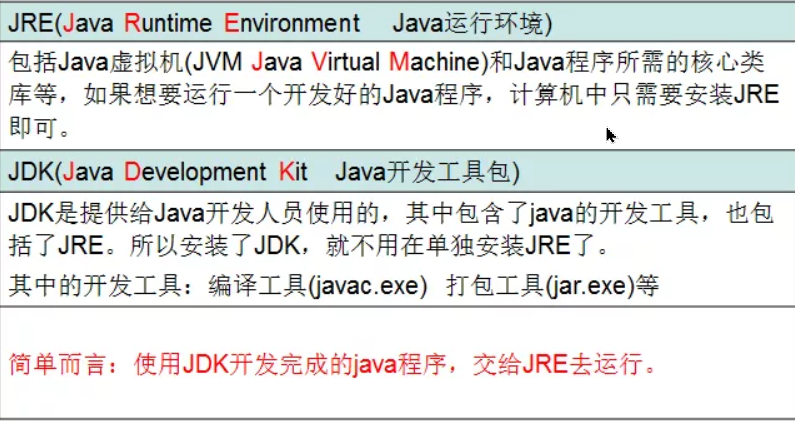 JRE(Java Runtime Environment Java运行环境)
包括Java虚拟机(JVM Java Virtual Machine)和Java程序所需的核心类
库等，如果想要运行一个开发好的Java程序，计算机中只需要安装JRE
即可。
JDK(Java Development Kit Java开发工具包)
JDK是提供给Java开发人员使用的，其中包含了java的开发工具，也包
括了JRE。所以安装了JDK，就不用在单独安装JRE了。
其中的开发工具：编译工具(javac.exe) 打包工具(jar.exe)等
简单而言：使用JDK开发完成的java程序，交给JRE去运行。